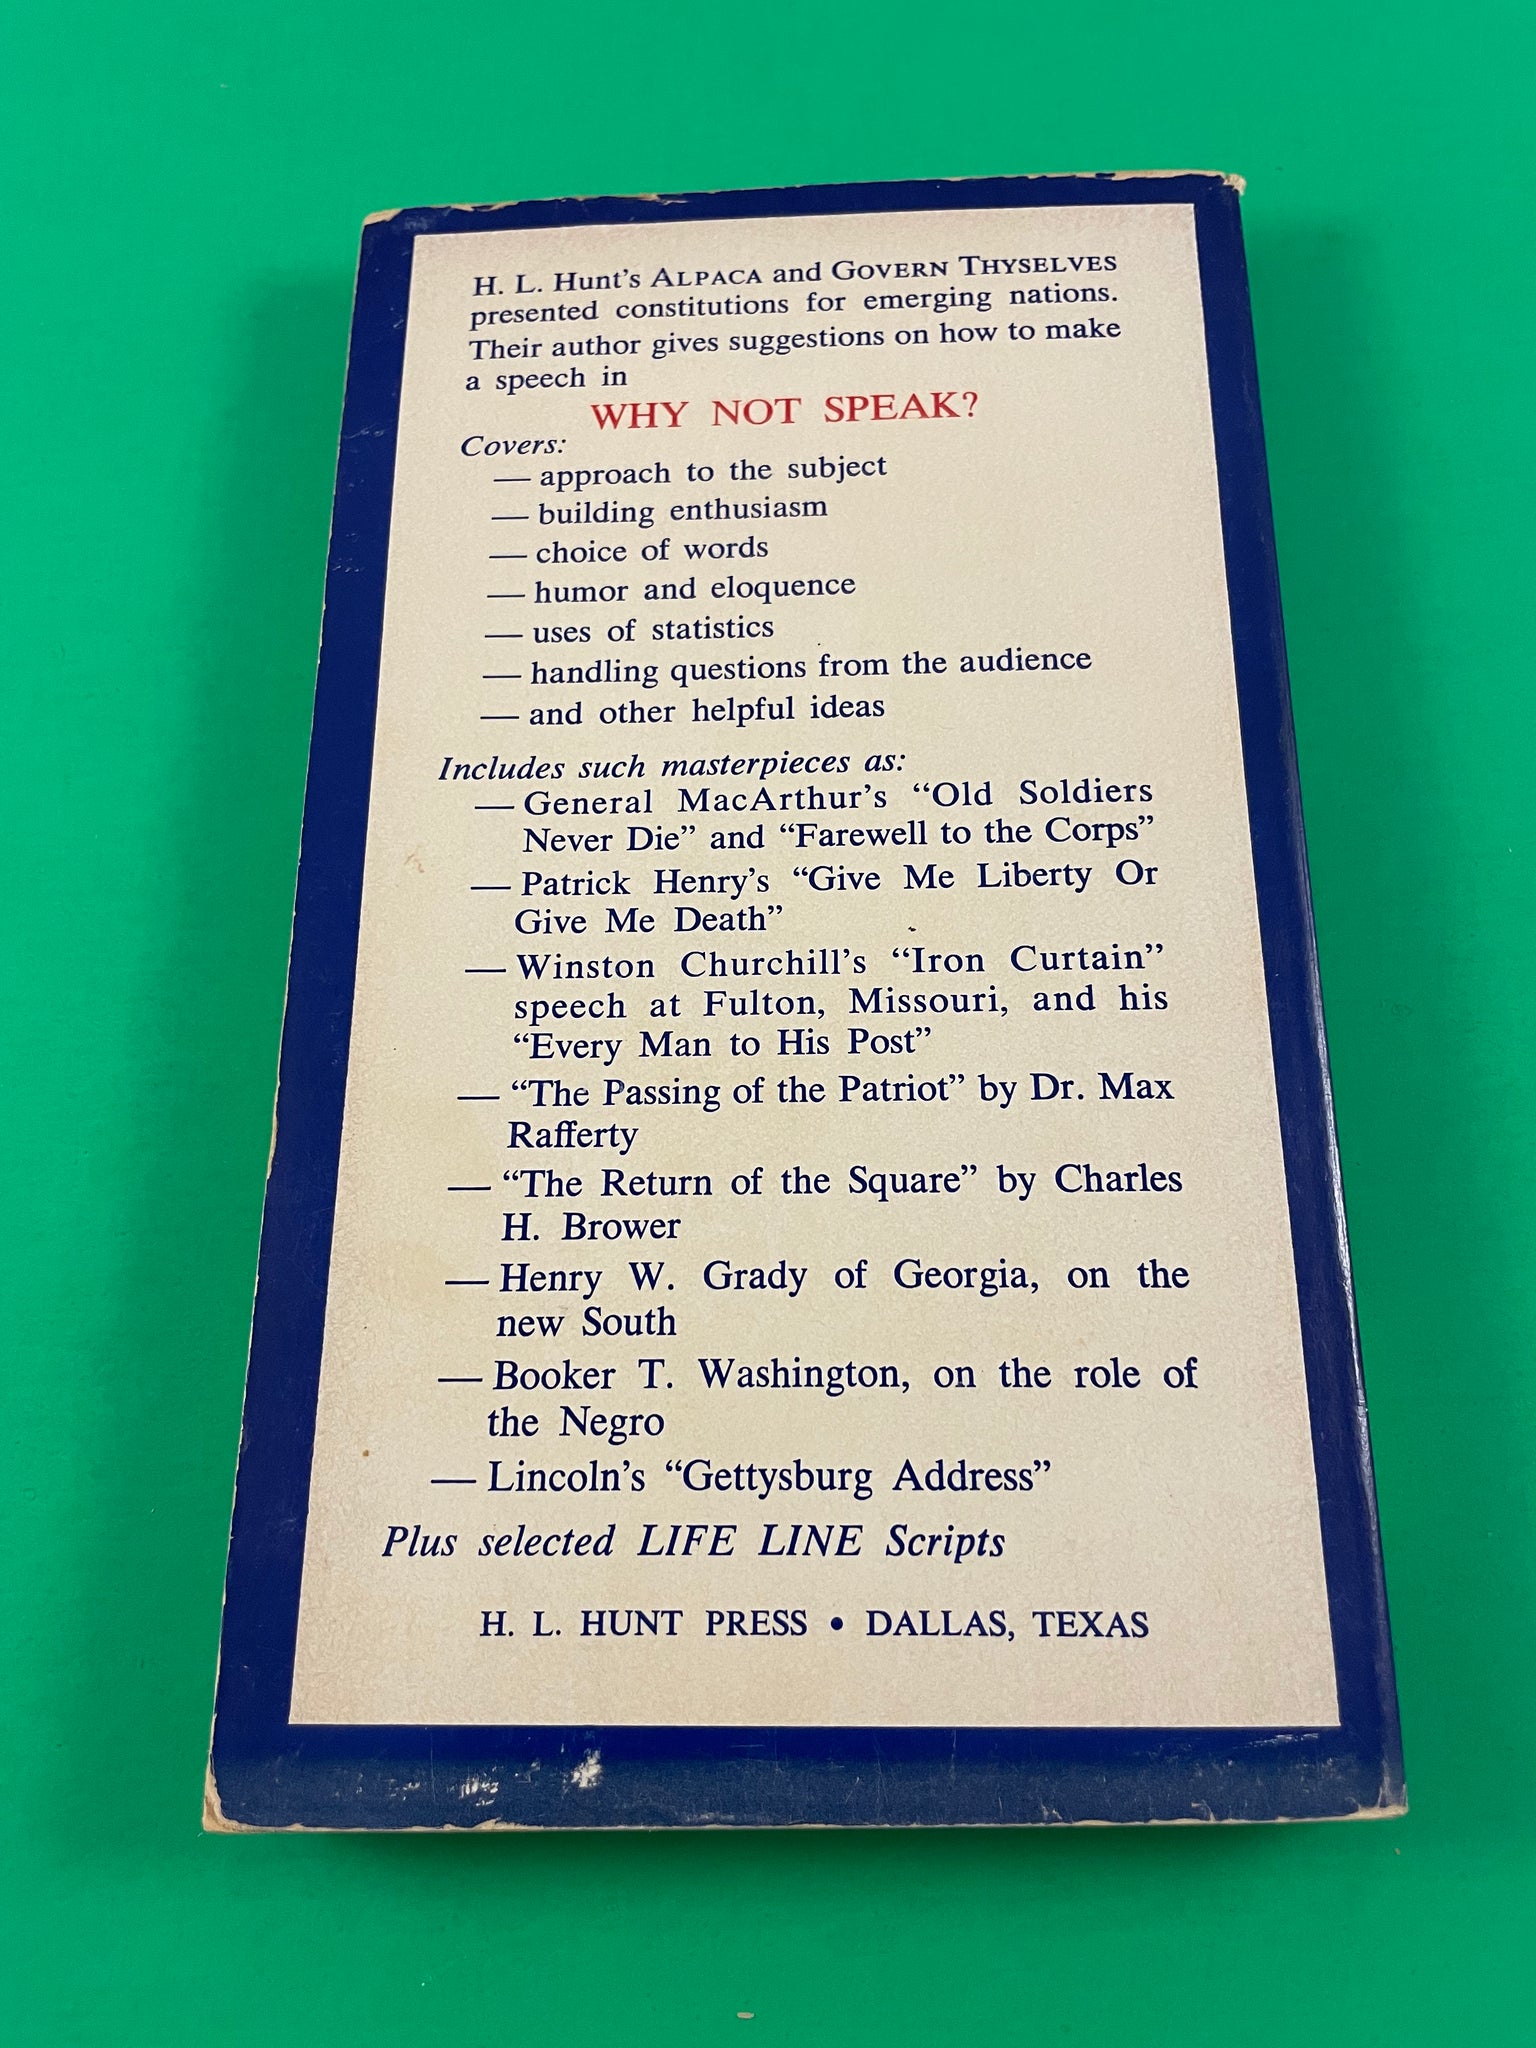 H. L. Hunt's ALPACA and GOVERN THYSELVES
presented constitutions for emerging nations.
Their author gives suggestions on how to make
a speech in
WHY NOT SPEAK?
Covers:
— approach to the subject
— building enthusiasm
— choice of words
— humor and eloquence
— uses of statistics
— handling questions from the audience
— and other helpful ideas
Includes such masterpieces as:
— General MacArthur's “Old Soldiers
Never Die” and “Farewell to the Corps”
— Patrick Henry's “Give Me Liberty Or
Give Me Death”
— Winston Churchill's “Iron Curtain”
speech at Fulton, Missouri, and his
“Every Man to His Post”
— “The Passing of the Patriot” by Dr. Max
Rafferty
— “The Return of the Square” by Charles
H. Brower
— Henry W. Grady of Georgia, on the
new South
— Booker T. Washington, on the role of
the Negro
— Lincoln's “Gettysburg Address”
Plus selected LIFE LINE Scripts
H. L. HUNT PRESS • DALLAS, TEXAS